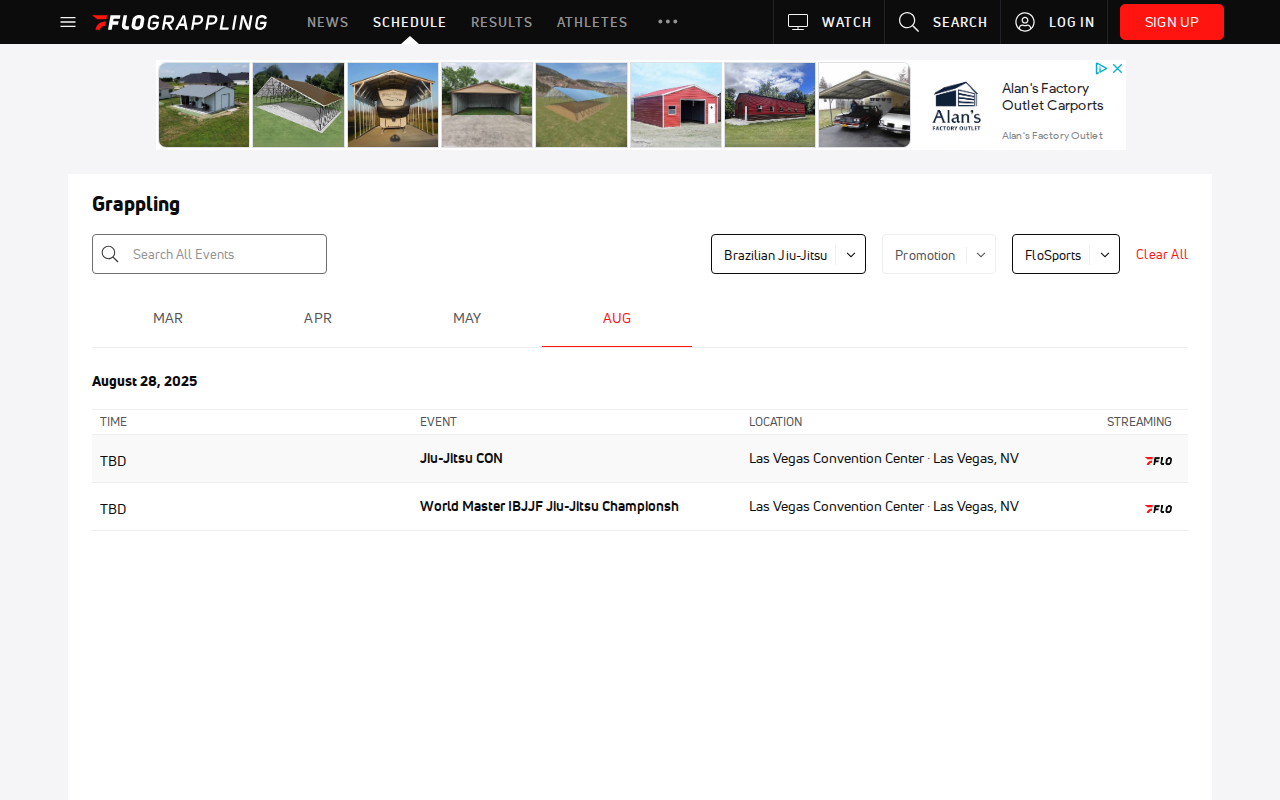 FLOGRAPPLING NEWS SCHEDULE RESULTS ATHLETES WATCH SEARCH LOG IN SIGN UP
Alan's
FACTORY OUTLET
Alan's Factory
Outlet Carports
Alan's Factory Outlet
Grappling
Search All Events Brazilian Jiu-Jitsu Promotion FloSports Clear All
MAR APR MAY AUG
August 28, 2025
TIME EVENT LOCATION STREAMING
TBD Jiu-Jitsu CON Las Vegas Convention Center · Las Vegas, NV FLO
TBD World Master IBJJF Jiu-Jitsu Championsh Las Vegas Convention Center · Las Vegas, NV FLO